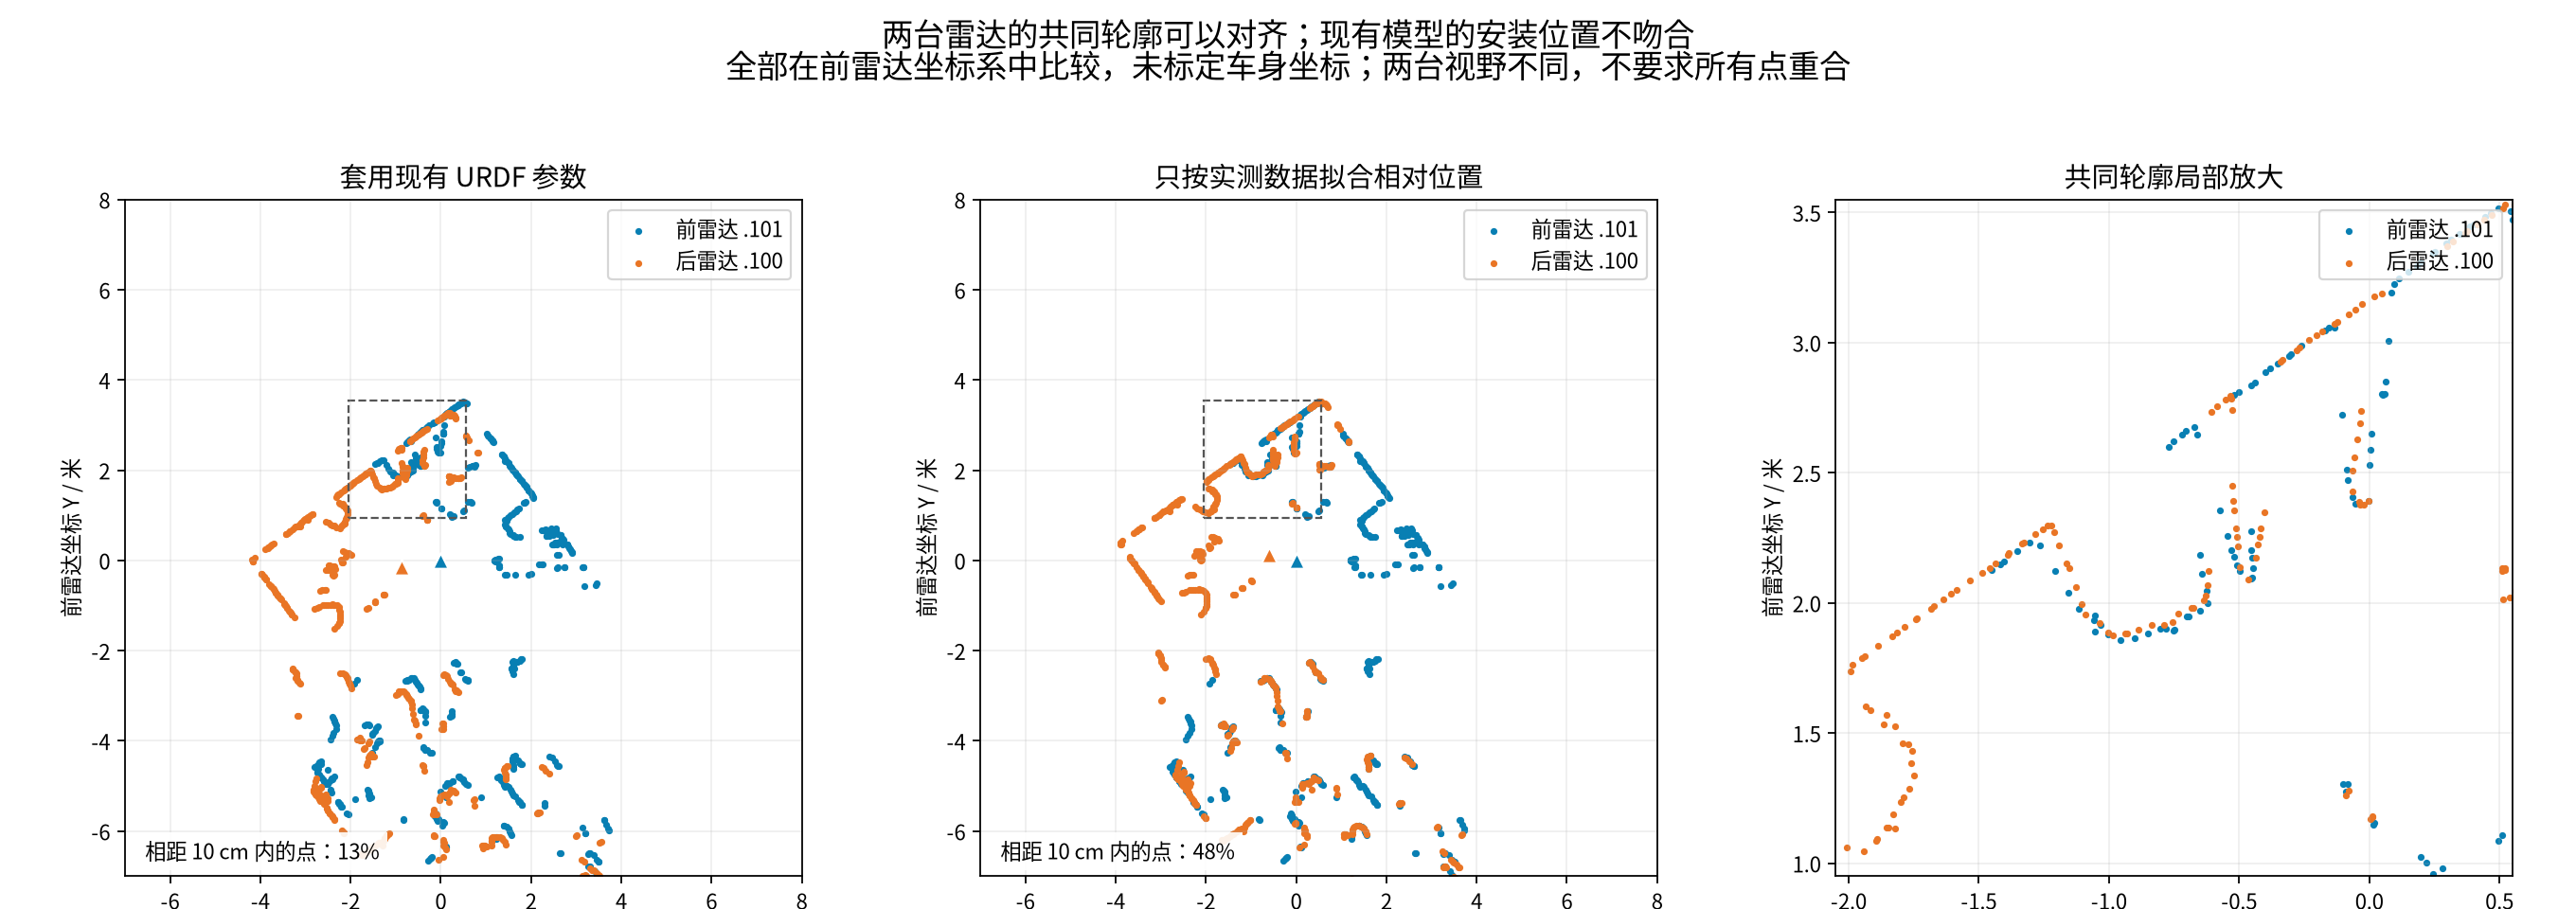 两台雷达的共同轮廓可以对齐；现有模型的安装位置不吻合
全部在前雷达坐标系中比较，未标定车身坐标；两台视野不同，不要求所有点重合
套用现有 URDF 参数
前雷达 .101
后雷达 .100
前雷达坐标 Y / 米
8
6
4
2
0
-2
-4
-6
相距 10 cm 内的点：13%
-6
-4
-2
0
2
4
6
8
只按实测数据拟合相对位置
前雷达 .101
后雷达 .100
前雷达坐标 Y / 米
8
6
4
2
0
-2
-4
-6
相距 10 cm 内的点：48%
-6
-4
-2
0
2
4
6
8
共同轮廓局部放大
前雷达 .101
后雷达 .100
前雷达坐标 Y / 米
3.5
3.0
2.5
2.0
1.5
1.0
-2.0
-1.5
-1.0
-0.5
0.0
0.5